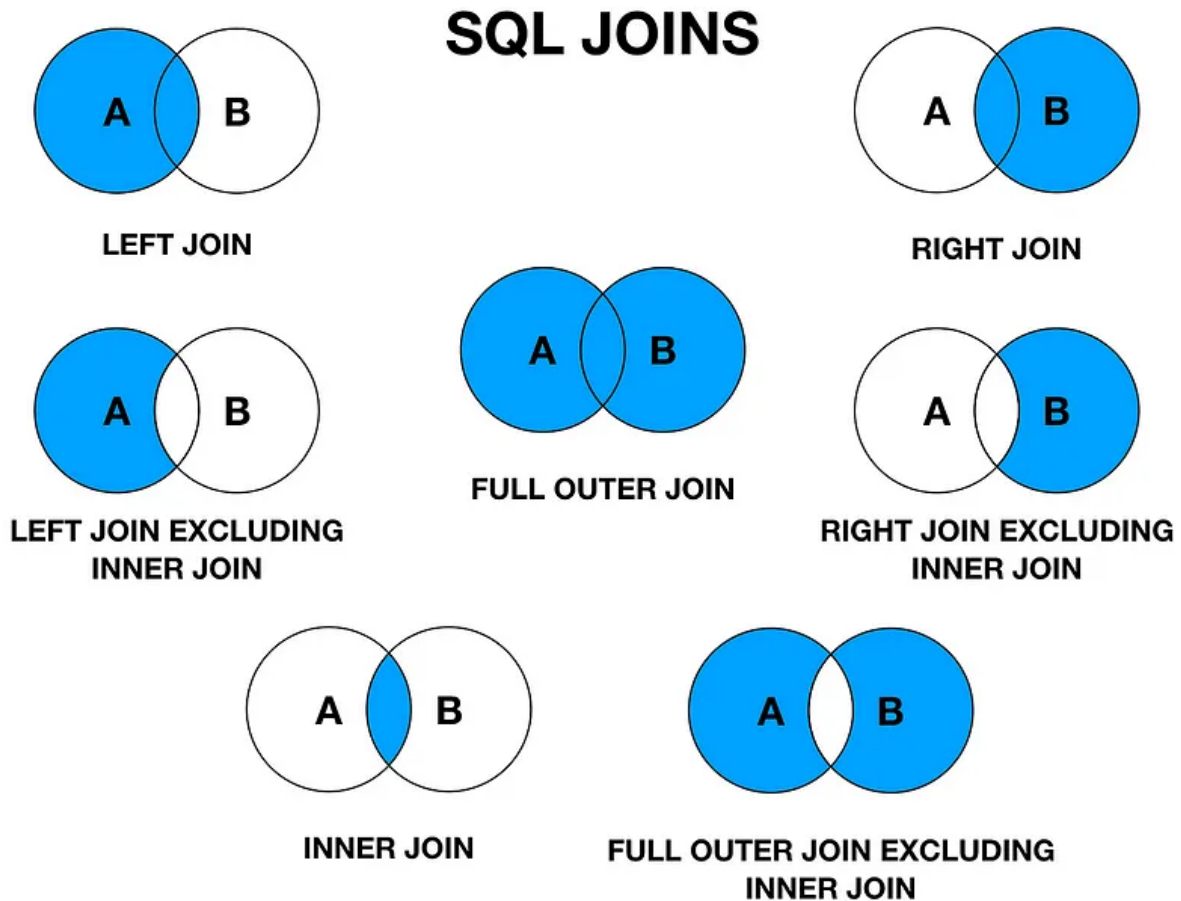 SQL JOINS
A B
LEFT JOIN
A B
RIGHT JOIN
A B
FULL OUTER JOIN
A B
LEFT JOIN EXCLUDING
INNER JOIN
A B
RIGHT JOIN EXCLUDING
INNER JOIN
A B
INNER JOIN
A B
FULL OUTER JOIN EXCLUDING
INNER JOIN